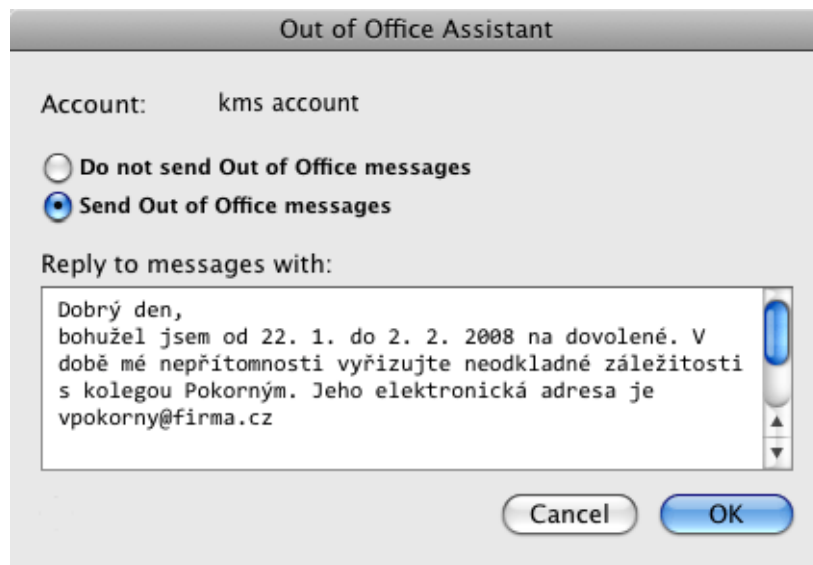 Out of Office Assistant
Account: kms account
Do not send Out of Office messages
Send Out of Office messages
Reply to messages with:
Dobrý den,
bohužel jsem od 22. 1. do 2. 2. 2008 na dovolené. V
době mé nepřítomnosti vyřizujte neodkladné záležitosti
s kolegou Pokorným. Jeho elektronická adresa je
vpokorny@firma.cz
Cancel OK